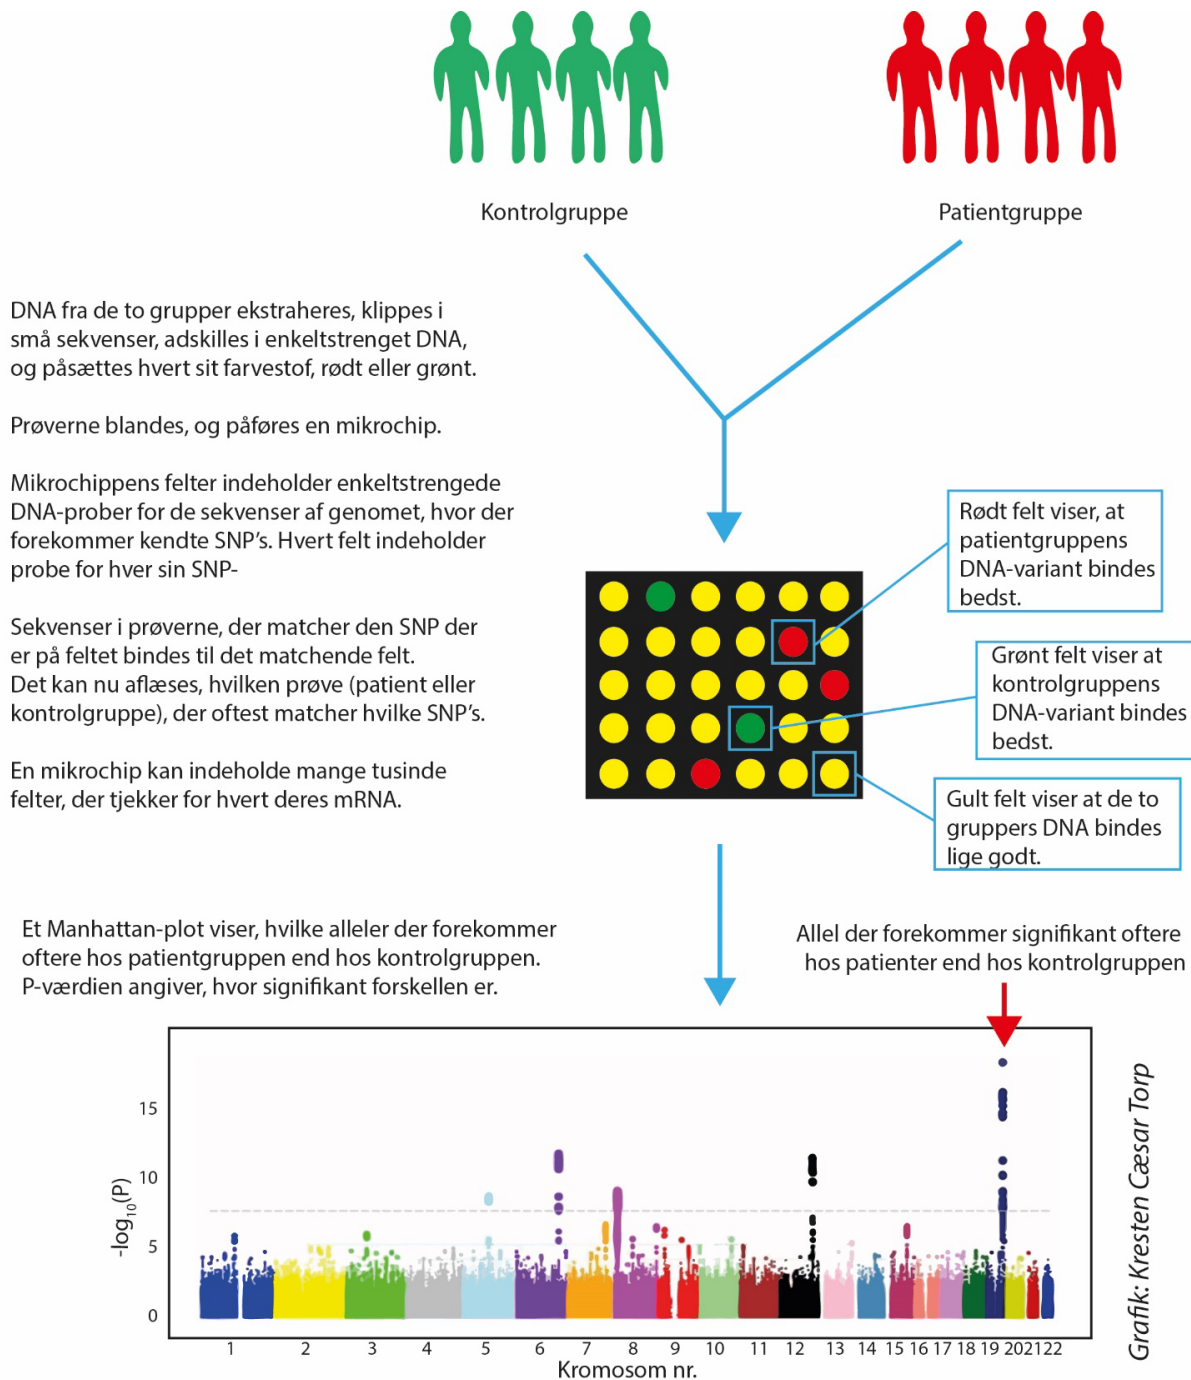 Kontrolgruppe
Patientgruppe
DNA fra de to grupper ekstraheres, klippes i
små sekvenser, adskilles i enkeltstrenget DNA,
og påsættes hvert sit farvestof, rødt eller grønt.
Prøverne blandes, og påføres en mikrochip.
Mikrochippens felter indeholder enkeltstrengede
DNA-prober for de sekvenser af genomet, hvor der
forekommer kendte SNP's. Hvert felt indeholder
probe for hver sin SNP-
Sekvenser i prøverne, der matcher den SNP der
er på feltet bindes til det matchende felt.
Det kan nu aflæses, hvilken prøve (patient eller
kontrolgruppe), der oftest matcher hvilke SNP's.
En mikrochip kan indeholde mange tusinde
felter, der tjekker for hvert deres mRNA.
Rødt felt viser, at
patientgruppens
DNA-variant bindes
bedst.
Grønt felt viser at
kontrolgruppens
DNA-variant bindes
bedst.
Gult felt viser at de to
gruppers DNA bindes
lige godt.
Et Manhattan-plot viser, hvilke alleler der forekommer
oftere hos patientgruppen end hos kontrolgruppen.
P-værdien angiver, hvor signifikant forskellen er.
Allel der forekommer signifikant oftere
hos patienter end hos kontrolgruppen
-log10(P)
15
10
5
0
1 2 3 4 5 6 7 8 9 10 11 12 13 14 15 16 17 18 19 202122
Kromosom nr.
Grafik: Kresten Cæsar Torp